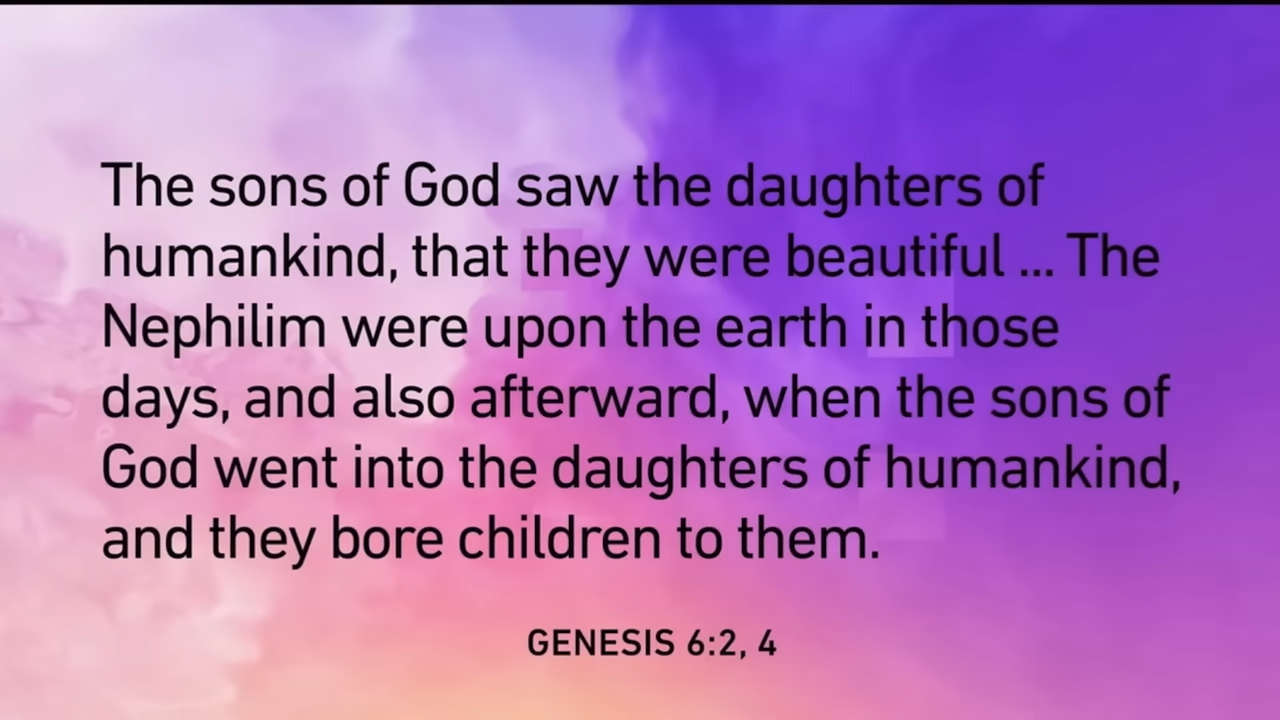 The sons of God saw the daughters of
humankind, that they were beautiful ... The
Nephilim were upon the earth in those
days, and also afterward, when the sons of
God went into the daughters of humankind,
and they bore children to them.
GENESIS 6:2, 4